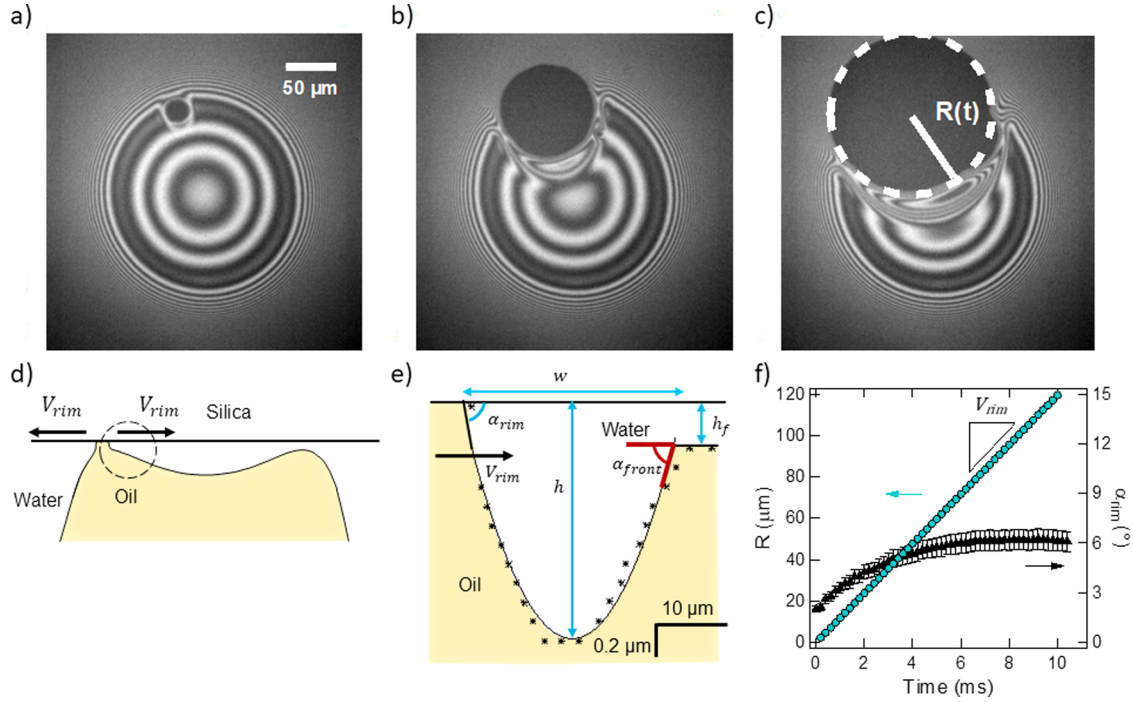 a)
b)
c)
50 µm
R(t)
d)
e)
f)
V_rim
V_rim
Silica
Water
Oil
w
α_rim
Water
h_f
V_rim
α_front
h
Oil
10 µm
0.2 µm
120
100
80
60
40
20
0
R (µm)
V_rim
15
12
9
6
3
0
α_rim (°)
0
2
4
6
8
10
Time (ms)